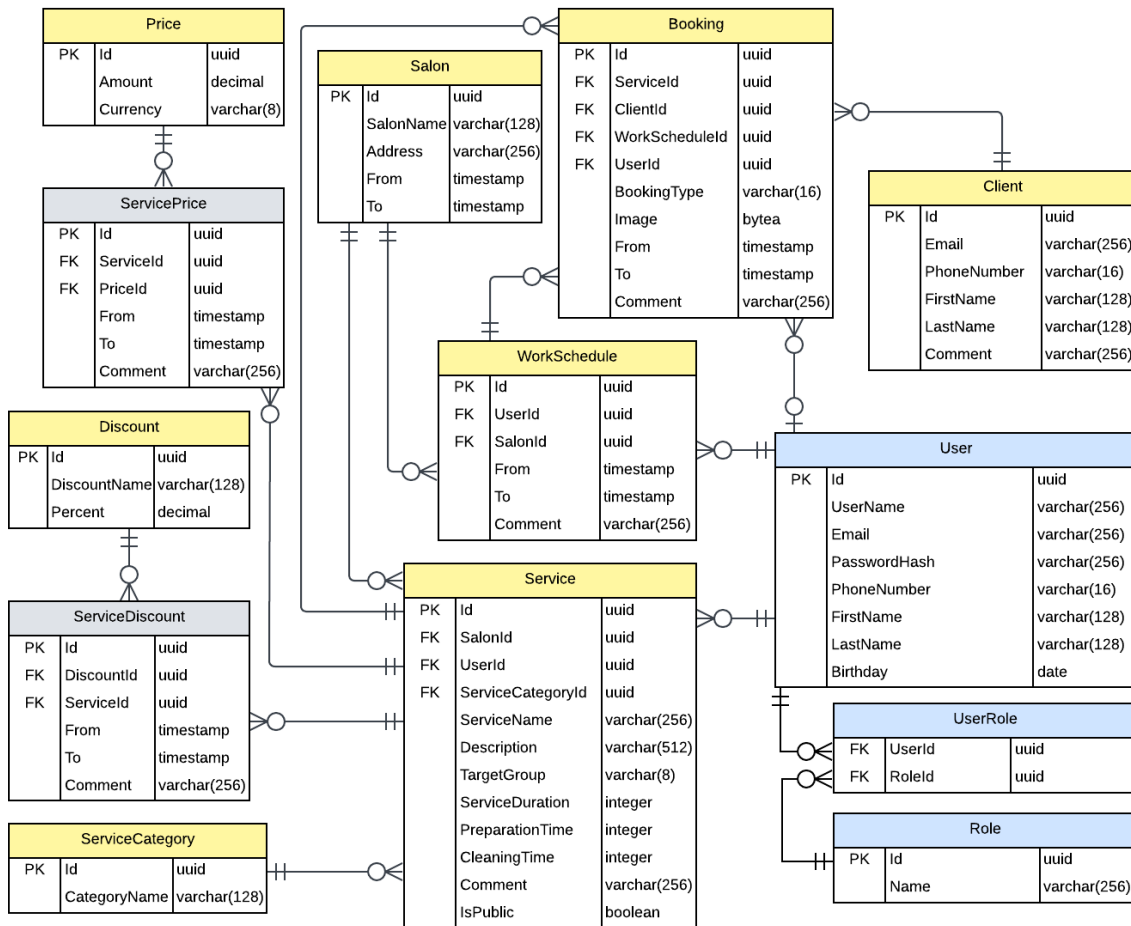 Price
PK Id uuid
Amount decimal
Currency varchar(8)
Salon
PK Id uuid
SalonName varchar(128)
Address varchar(256)
From timestamp
To timestamp
Booking
PK Id uuid
FK ServiceId uuid
FK ClientId uuid
FK WorkScheduleId uuid
FK UserId uuid
BookingType varchar(16)
Image bytea
From timestamp
To timestamp
Comment varchar(256)
Client
PK Id uuid
Email varchar(256)
PhoneNumber varchar(16)
FirstName varchar(128)
LastName varchar(128)
Comment varchar(256)
ServicePrice
PK Id uuid
FK ServiceId uuid
FK PriceId uuid
From timestamp
To timestamp
Comment varchar(256)
WorkSchedule
PK Id uuid
FK UserId uuid
FK SalonId uuid
From timestamp
To timestamp
Comment varchar(256)
Discount
PK Id uuid
DiscountName varchar(128)
Percent decimal
User
PK Id uuid
UserName varchar(256)
Email varchar(256)
PasswordHash varchar(256)
PhoneNumber varchar(16)
FirstName varchar(128)
LastName varchar(128)
Birthday date
Service
PK Id uuid
FK SalonId uuid
FK UserId uuid
FK ServiceCategoryId uuid
ServiceName varchar(256)
Description varchar(512)
TargetGroup varchar(8)
ServiceDuration integer
PreparationTime integer
CleaningTime integer
Comment varchar(256)
IsPublic boolean
ServiceDiscount
PK Id uuid
FK DiscountId uuid
FK ServiceId uuid
From timestamp
To timestamp
Comment varchar(256)
UserRole
FK UserId uuid
FK RoleId uuid
ServiceCategory
PK Id uuid
CategoryName varchar(128)
Role
PK Id uuid
Name varchar(256)